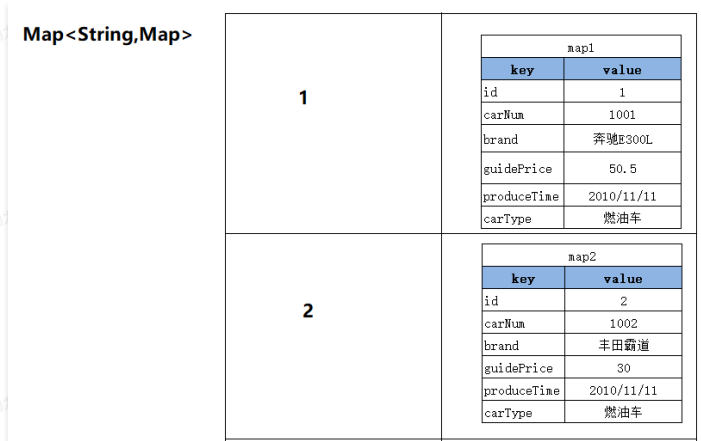 Map<String,Map>
1
map1
key value
id 1
carNum 1001
brand 奔驰E300L
guidePrice 50.5
produceTime 2010/11/11
carType 燃油车
2
map2
key value
id 2
carNum 1002
brand 丰田霸道
guidePrice 30
produceTime 2010/11/11
carType 燃油车